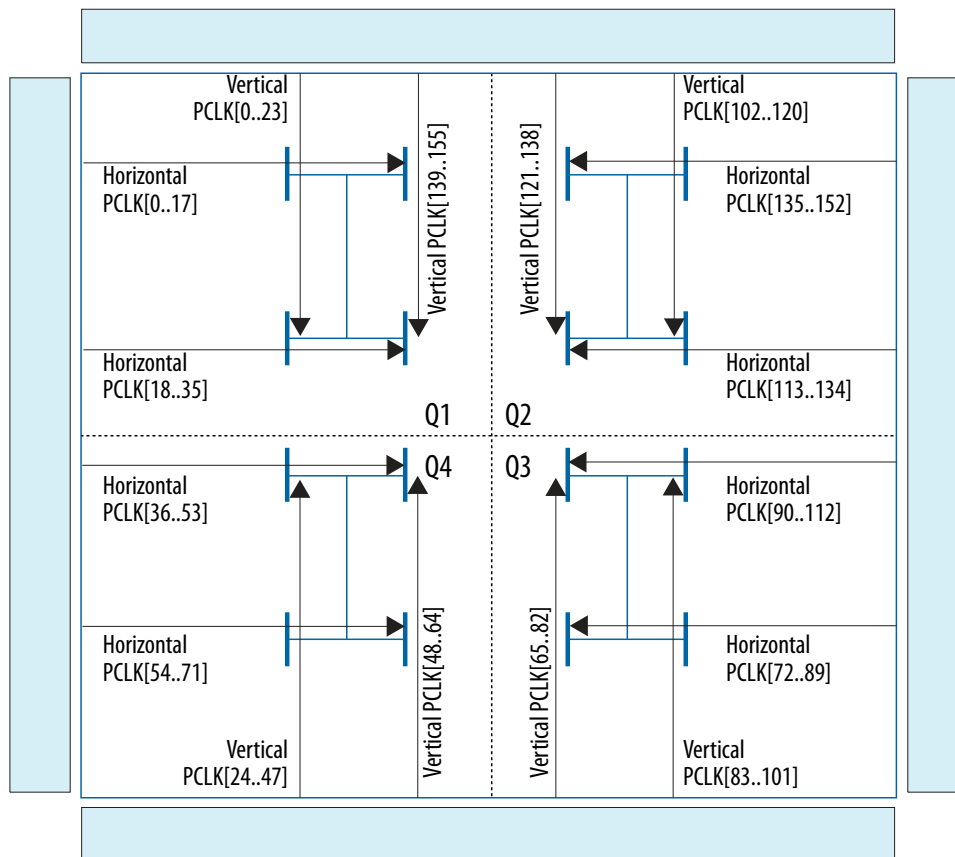 Vertical
PCLK[0..23]
Vertical
PCLK[102..120]
Vertical PCLK[139..155]
Vertical PCLK[121..138]
Horizontal
PCLK[0..17]
Horizontal
PCLK[135..152]
Horizontal
PCLK[18..35]
Horizontal
PCLK[113..134]
Q1
Q2
Q4
Q3
Horizontal
PCLK[36..53]
Horizontal
PCLK[90..112]
Vertical PCLK[48..64]
Vertical PCLK[65..82]
Horizontal
PCLK[54..71]
Horizontal
PCLK[72..89]
Vertical
PCLK[24..47]
Vertical
PCLK[83..101]